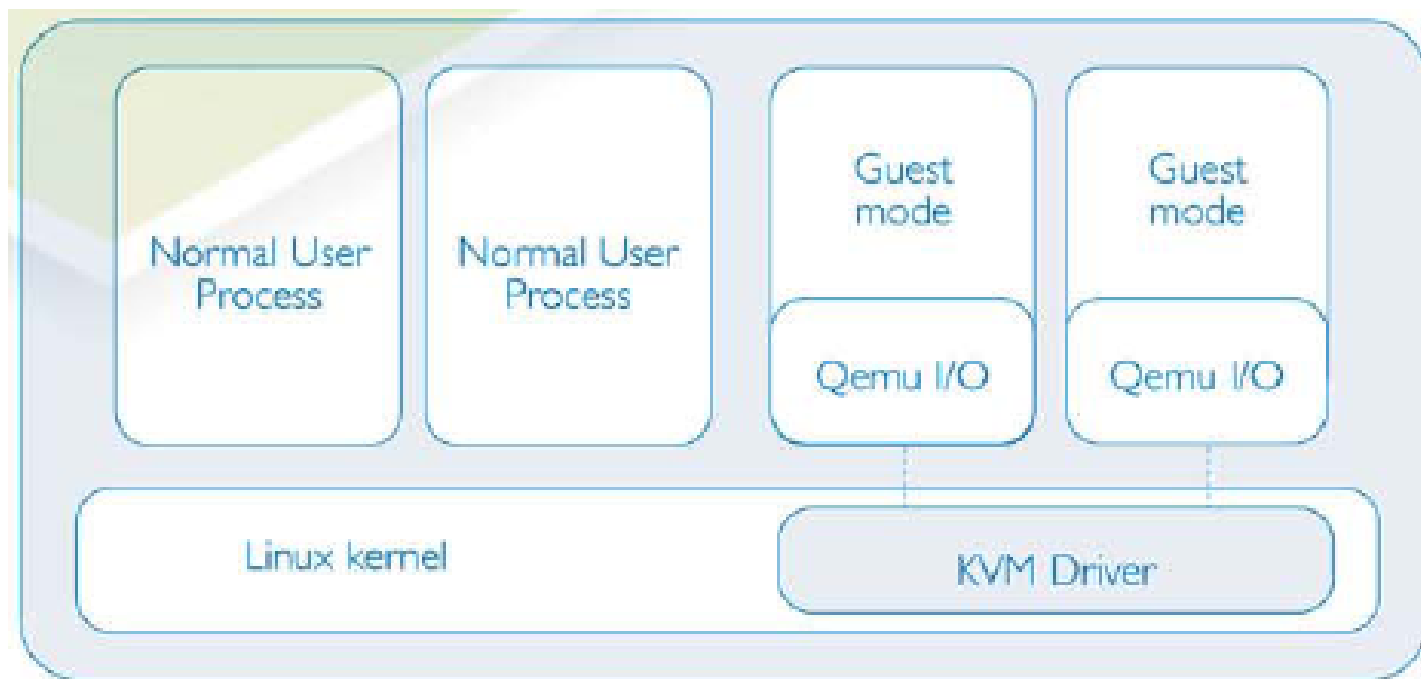 Normal User
Process
Normal User
Process
Guest
mode
Guest
mode
Qemu I/O
Qemu I/O
Linux kernel
KVM Driver